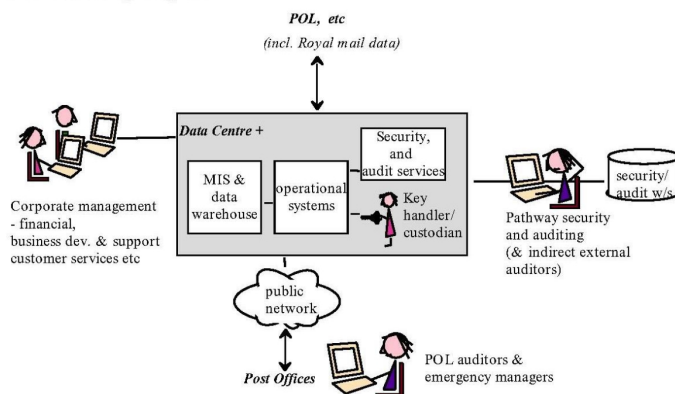 POL, etc
(incl. Royal mail data)
Data Centre +
Security,
and
audit services
MIS &
data
warehouse
operational
systems
Key
handler/
custodian
security/
audit w/s
Corporate management
- financial,
business dev. & support
customer services etc
Pathway security
and auditing
(& indirect external
auditors)
public
network
Post Offices
POL auditors &
emergency managers